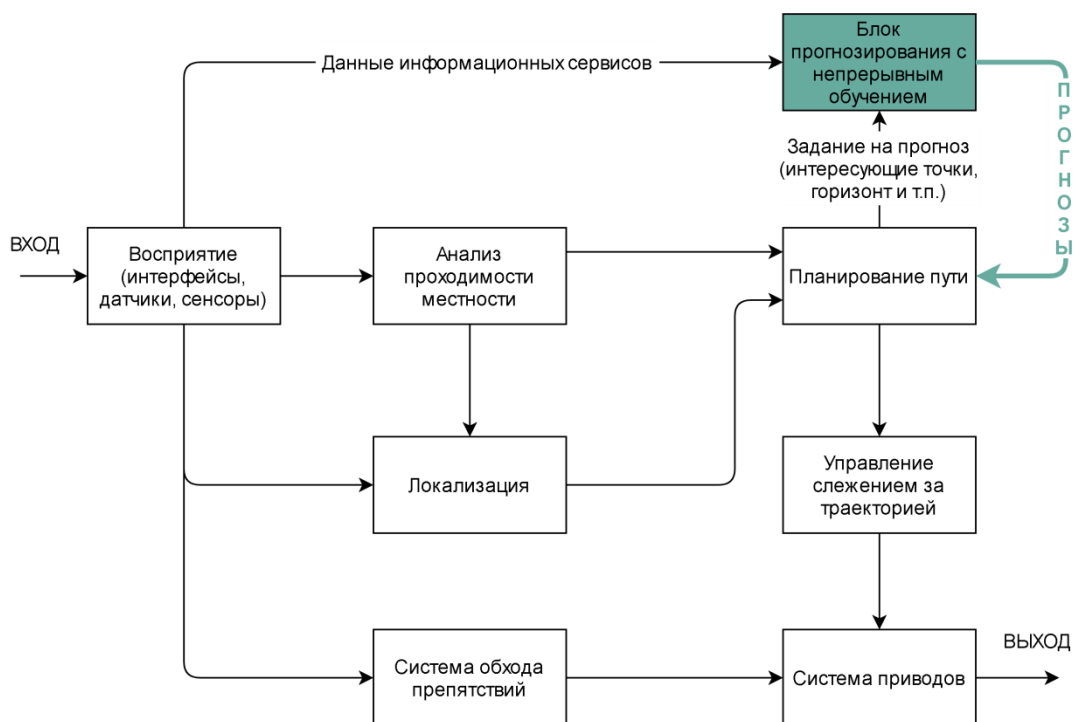 Блок
прогнозирования с
непрерывным
обучением
Данные информационных сервисов
ПРОГНОЗЫ
Задание на прогноз
(интересующие точки,
горизонт и т.п.)
ВХОД
Восприятие
(интерфейсы,
датчики, сенсоры)
Анализ
проходимости
местности
Планирование пути
Локализация
Управление
слежением за
траекторией
Система обхода
препятствий
Система приводов
ВЫХОД